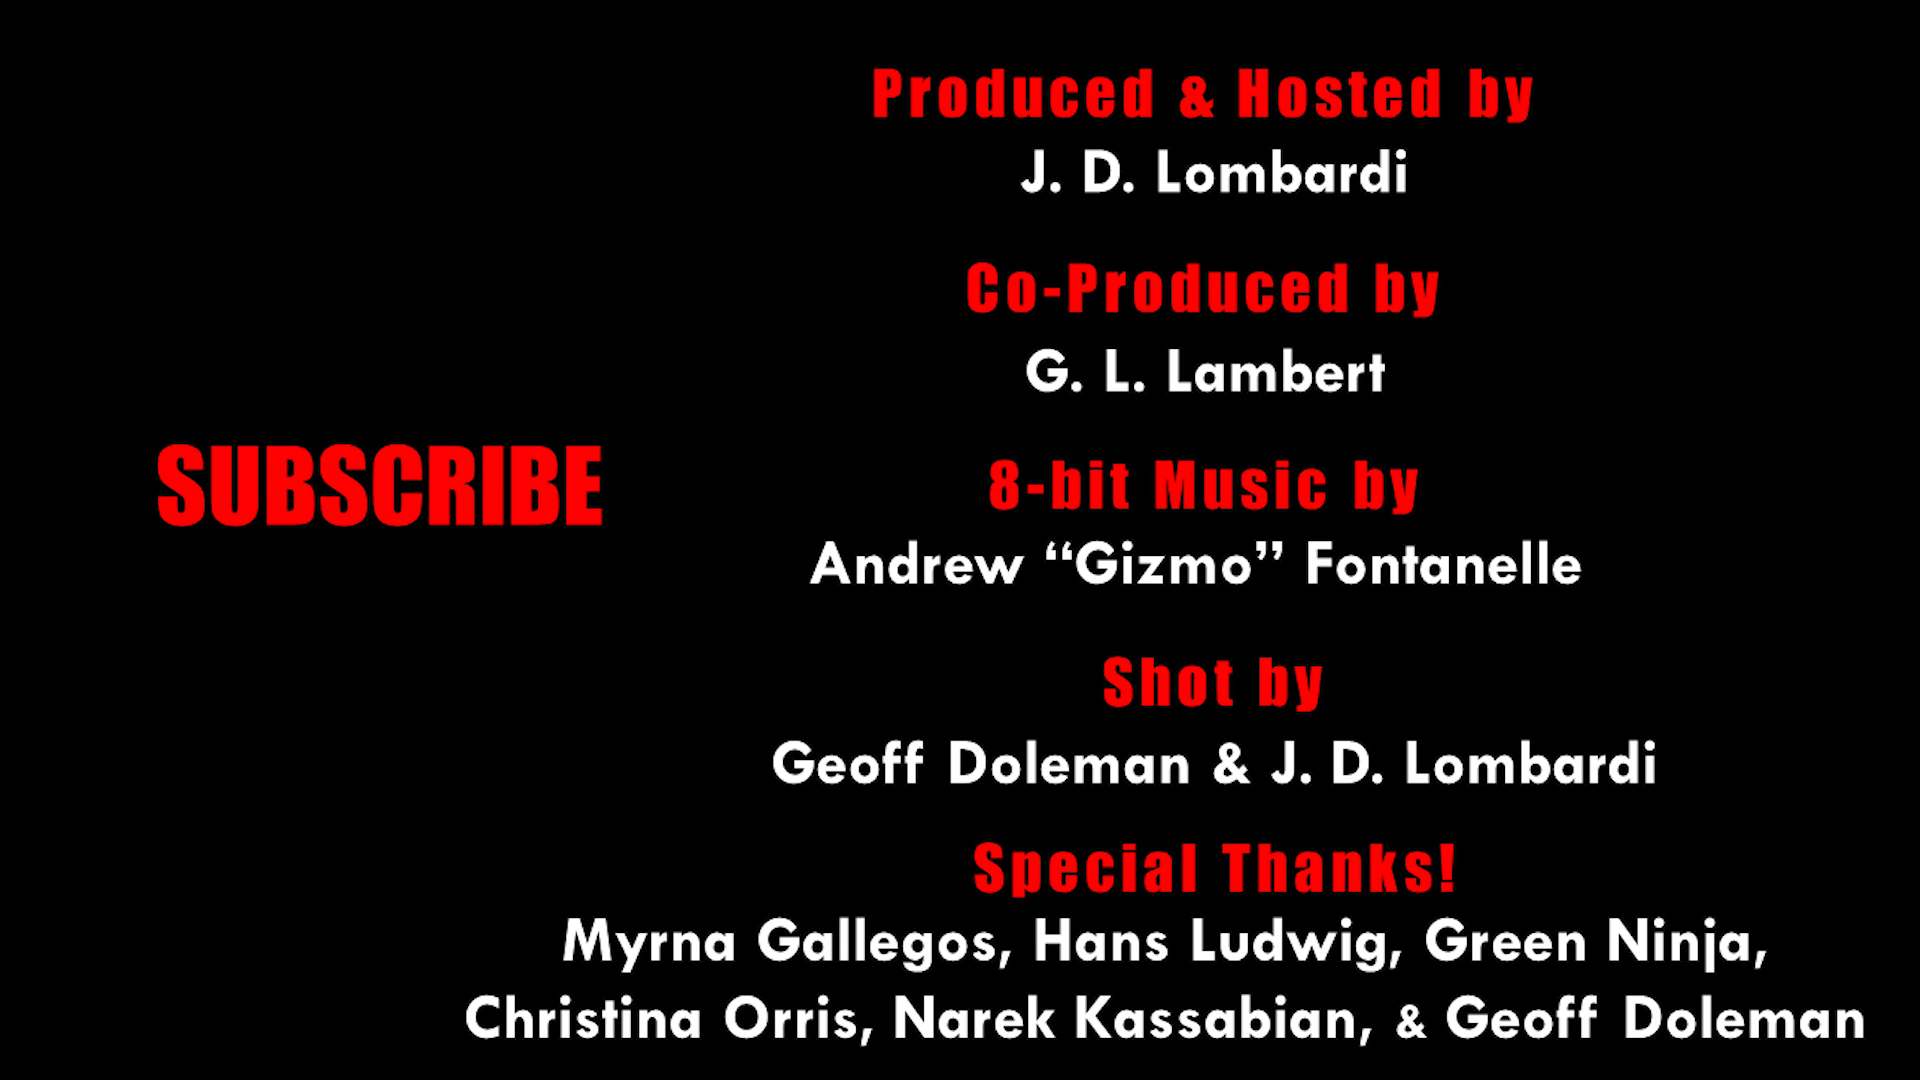 Produced & Hosted by
J. D. Lombardi
Co-Produced by
G. L. Lambert
SUBSCRIBE
8-bit Music by
Andrew “Gizmo” Fontanelle
Shot by
Geoff Doleman & J. D. Lombardi
Special Thanks!
Myrna Gallegos, Hans Ludwig, Green Ninja,
Christina Orris, Narek Kassabian, & Geoff Doleman